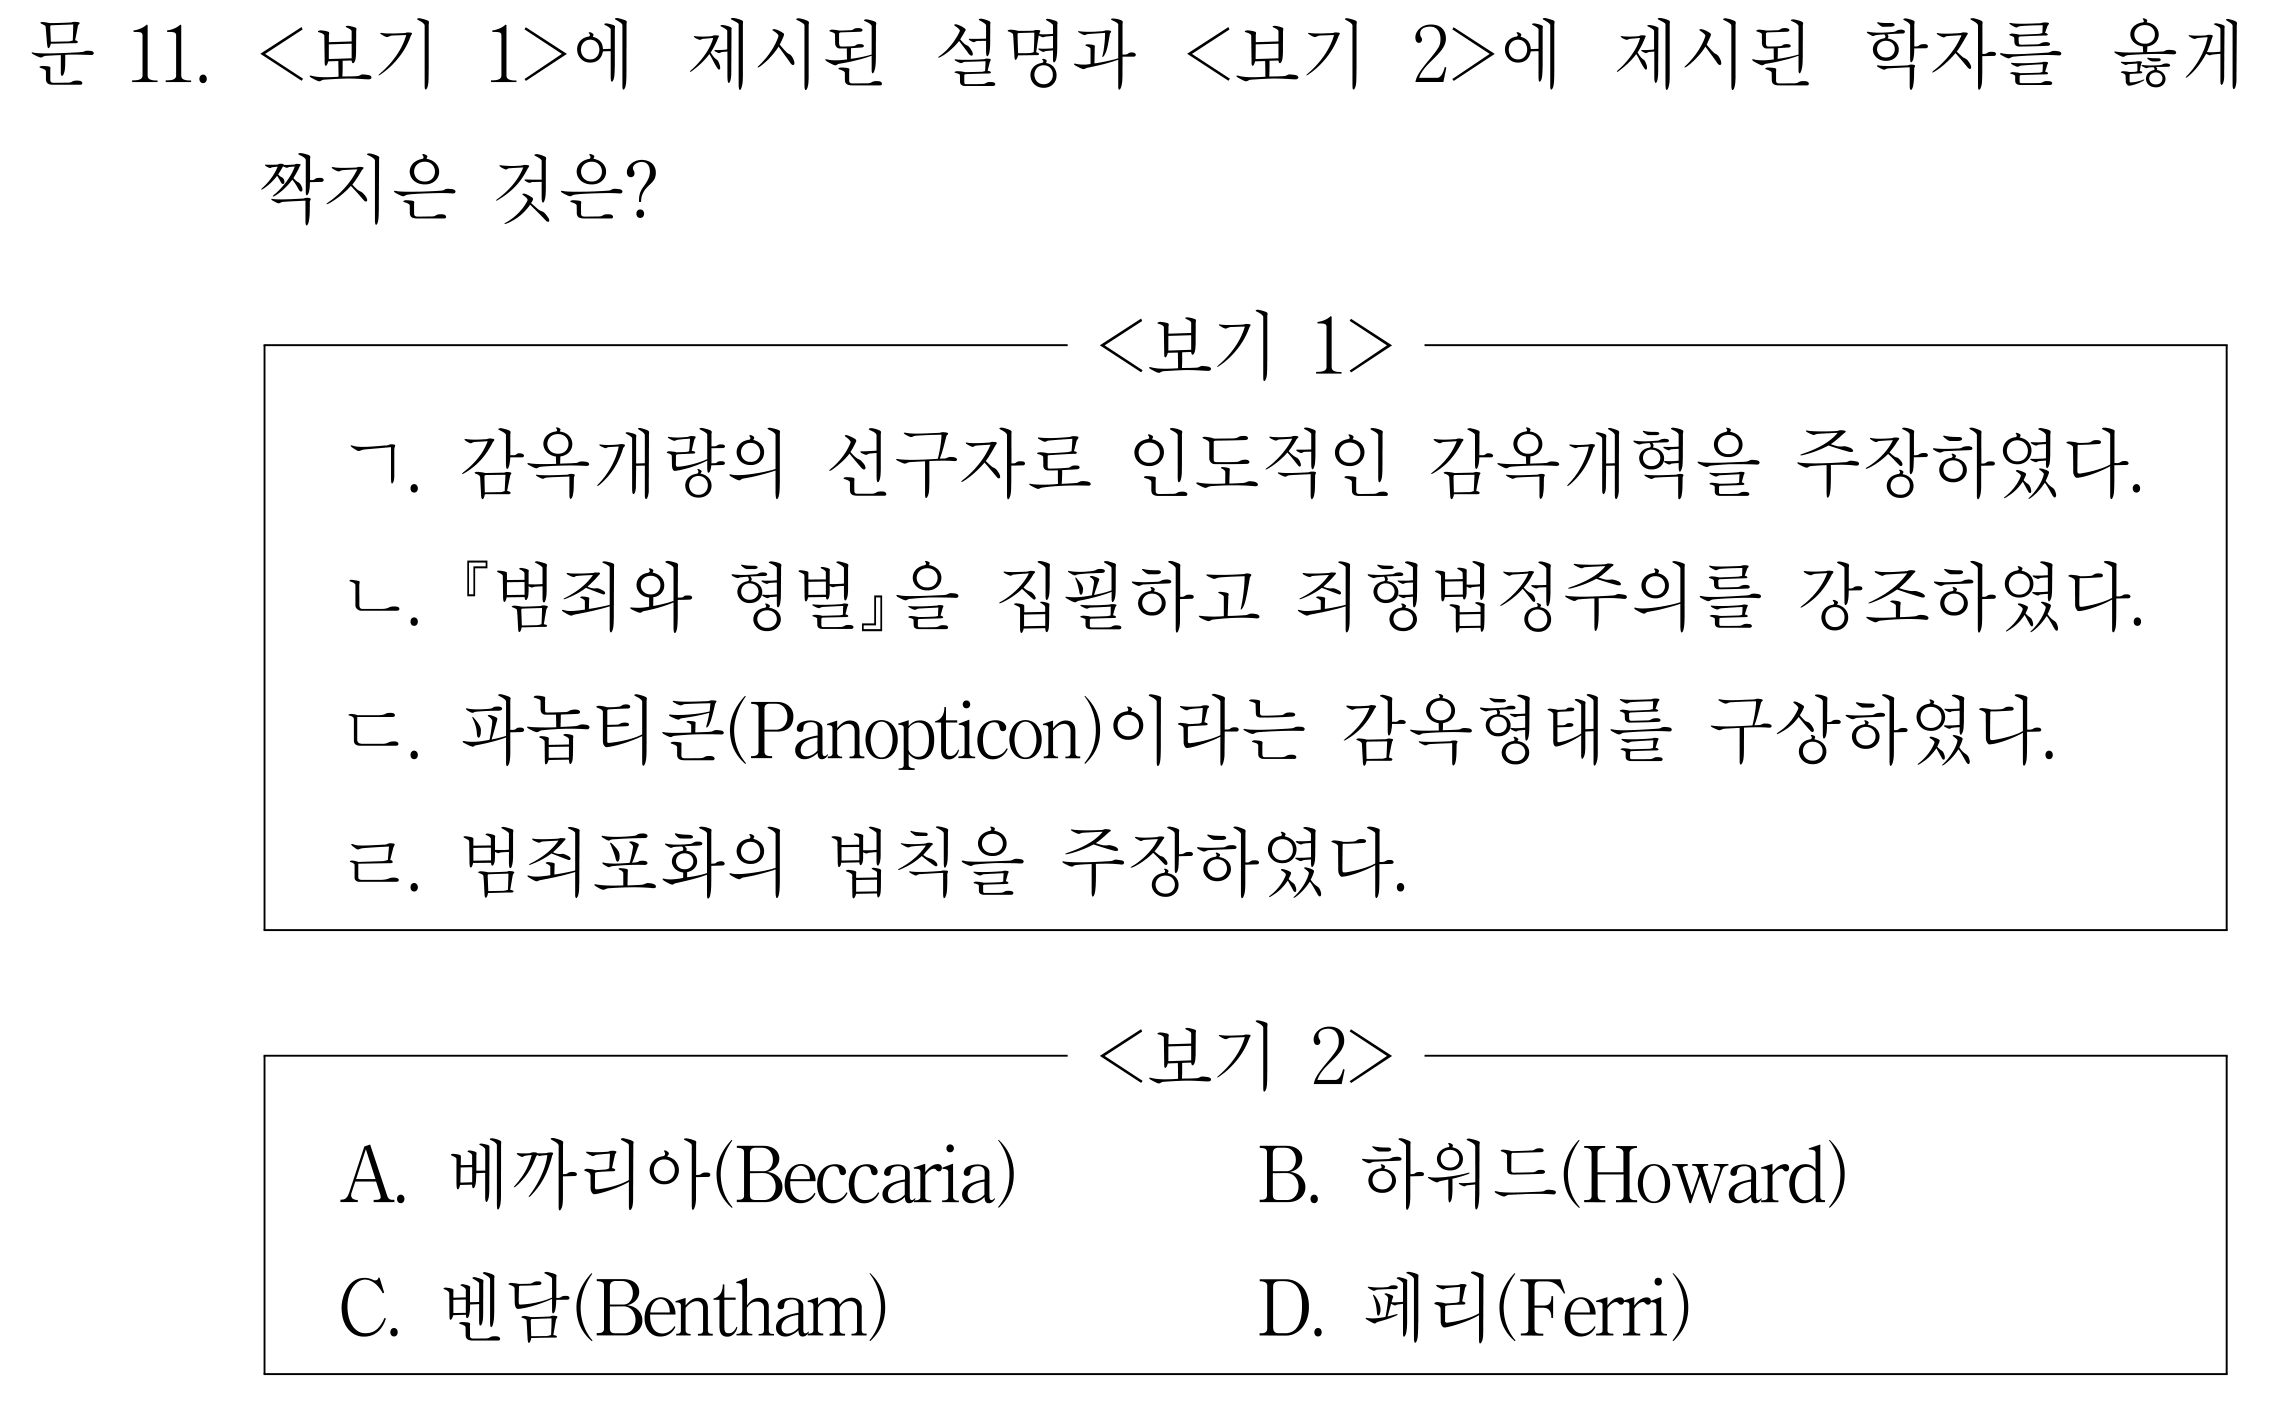 문 11. <보기 1>에 제시된 설명과 <보기 2>에 제시된 학자를 옳게
짝지은 것은?
<보기 1>
ㄱ. 감옥개량의 선구자로 인도적인 감옥개혁을 주장하였다.
ㄴ. 『범죄와 형벌』을 집필하고 죄형법정주의를 강조하였다.
ㄷ. 파놉티콘(Panopticon)이라는 감옥형태를 구상하였다.
ㄹ. 범죄포화의 법칙을 주장하였다.
<보기 2>
A. 베까리아(Beccaria) B. 하워드(Howard)
C. 벤담(Bentham) D. 페리(Ferri)